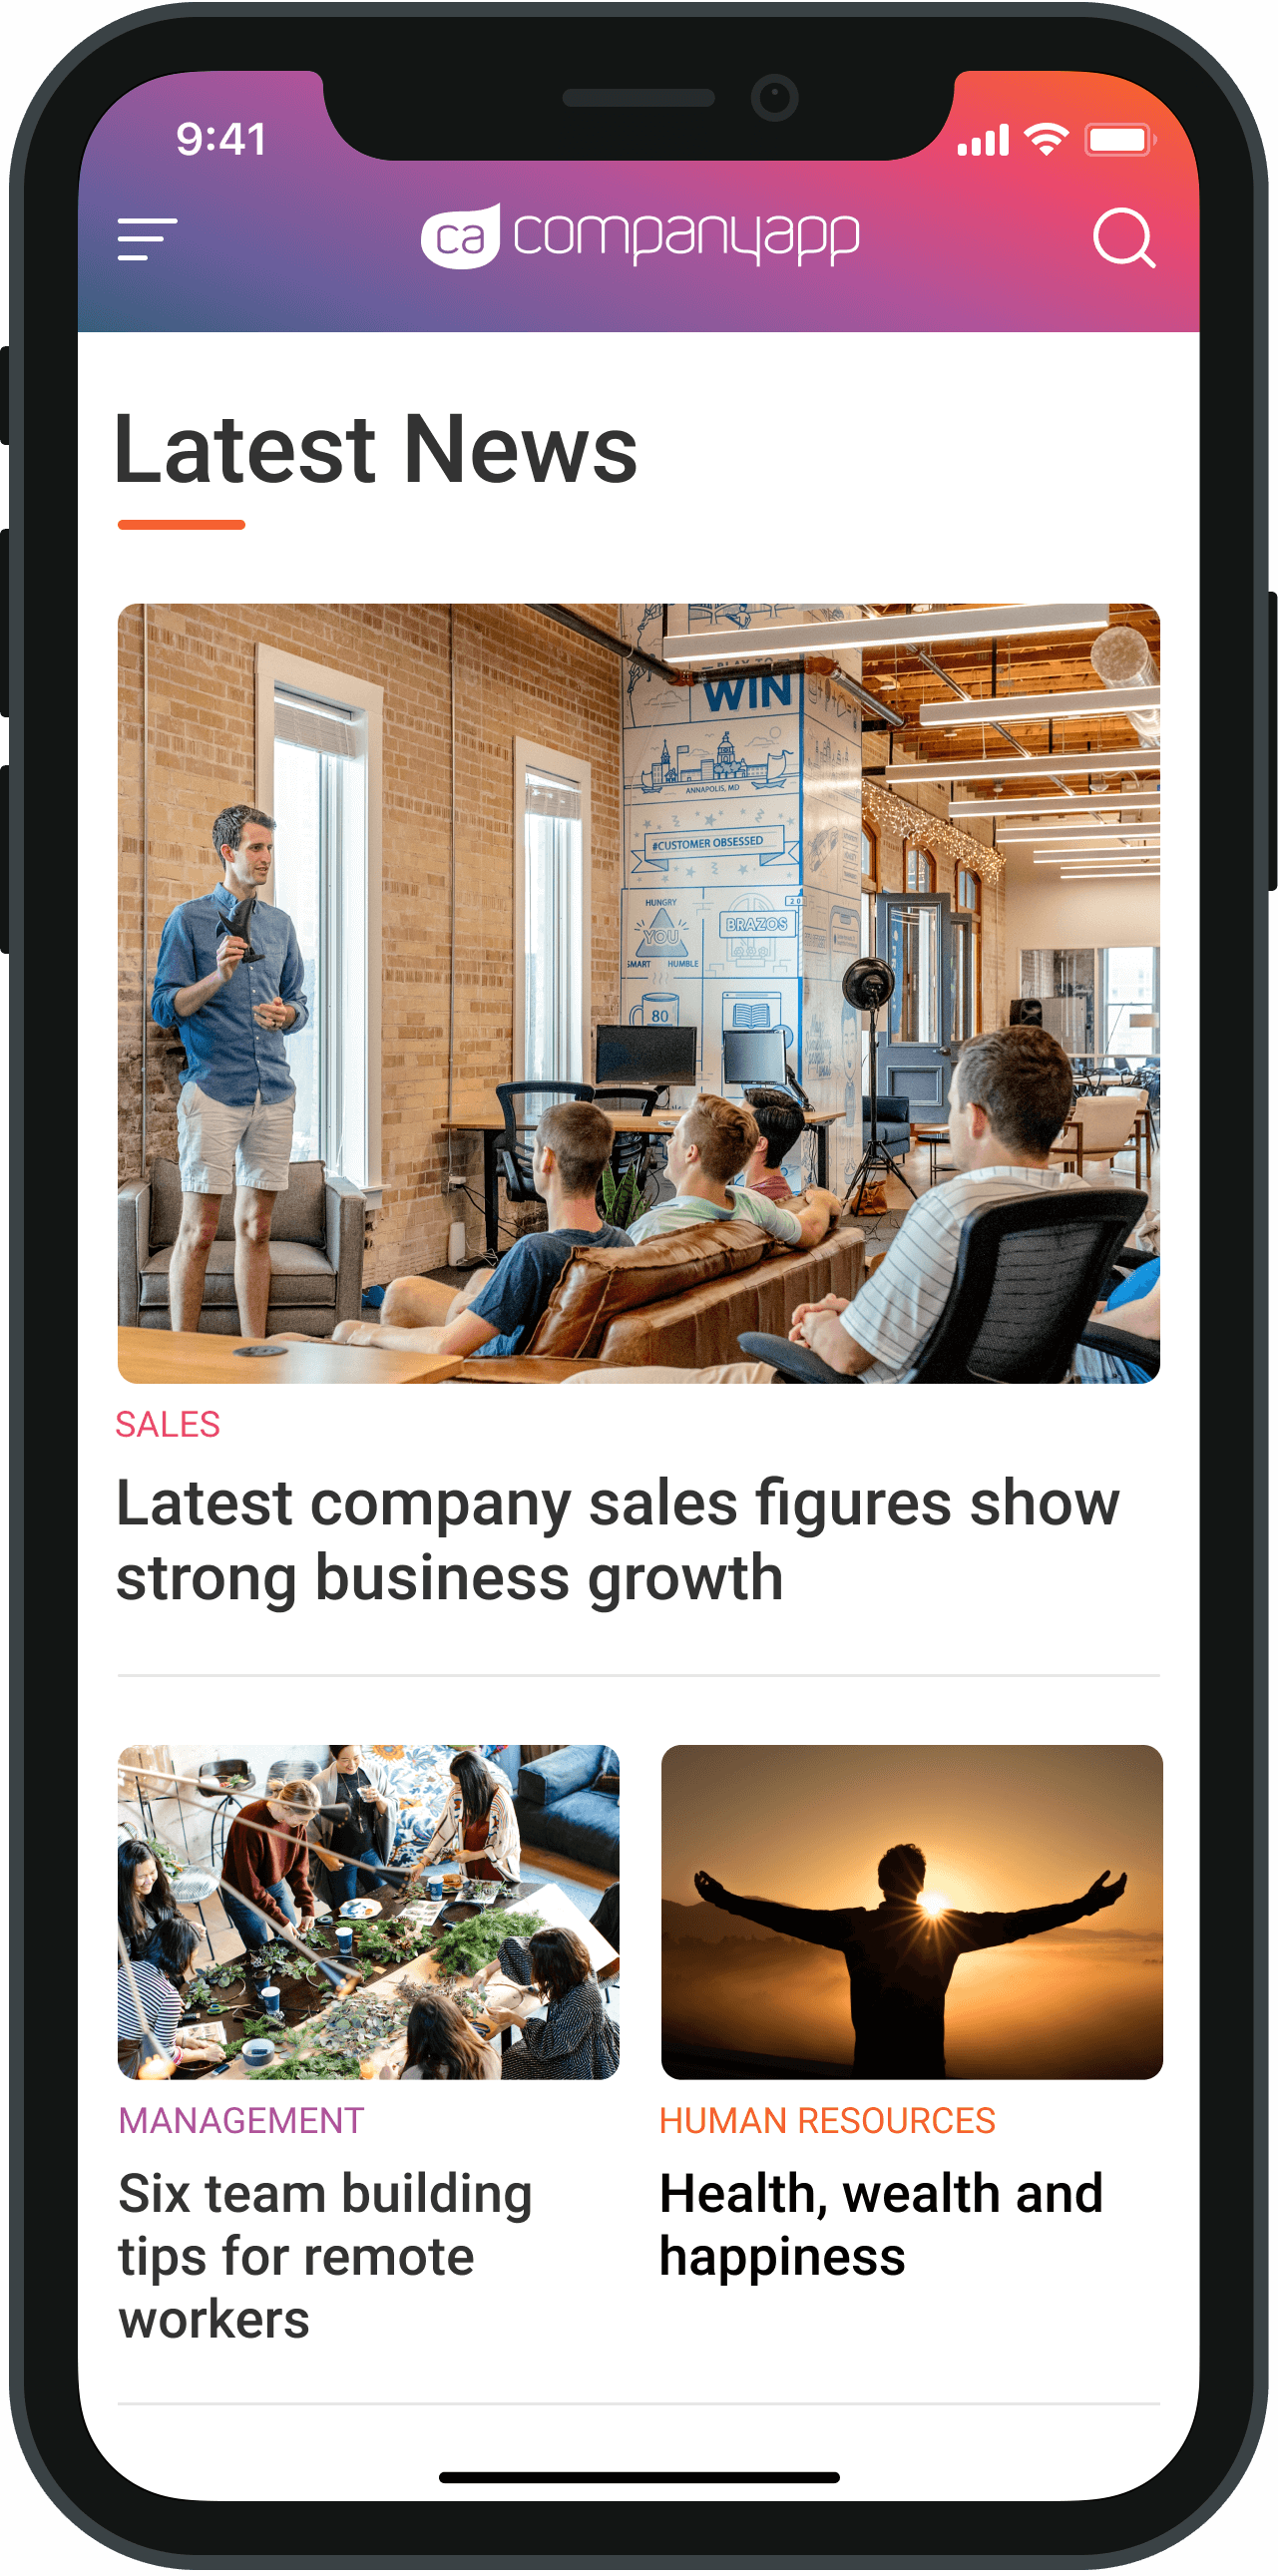 9:41
ca companyapp
Latest News
WIN
ANNAPOLIS, MD
#CUSTOMER OBSESSED
HUNGRY
YOU
SMART HUMBLE
BRAZOS
20
80
SALES
Latest company sales figures show
strong business growth
MANAGEMENT
Six team building
tips for remote
workers
HUMAN RESOURCES
Health, wealth and
happiness